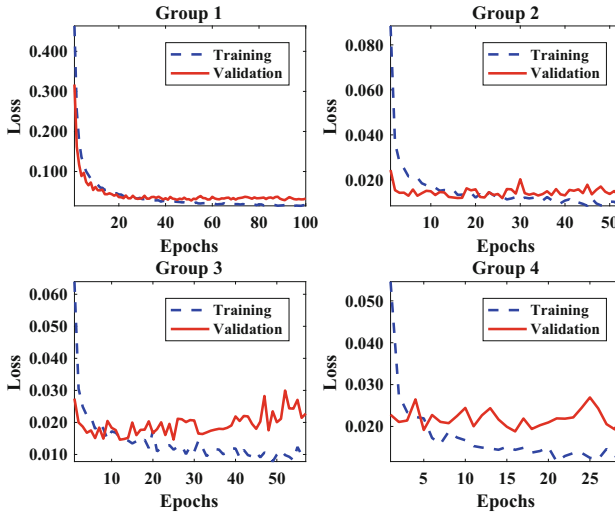 Group 1
0.400
0.300
0.200
0.100
Loss
Training
Validation
20 40 60 80 100
Epochs
Group 2
0.080
0.060
0.040
0.020
Loss
Training
Validation
10 20 30 40 50
Epochs
Group 3
0.060
0.050
0.040
0.030
0.020
0.010
Loss
Training
Validation
10 20 30 40 50
Epochs
Group 4
0.050
0.040
0.030
0.020
Loss
Training
Validation
5 10 15 20 25
Epochs